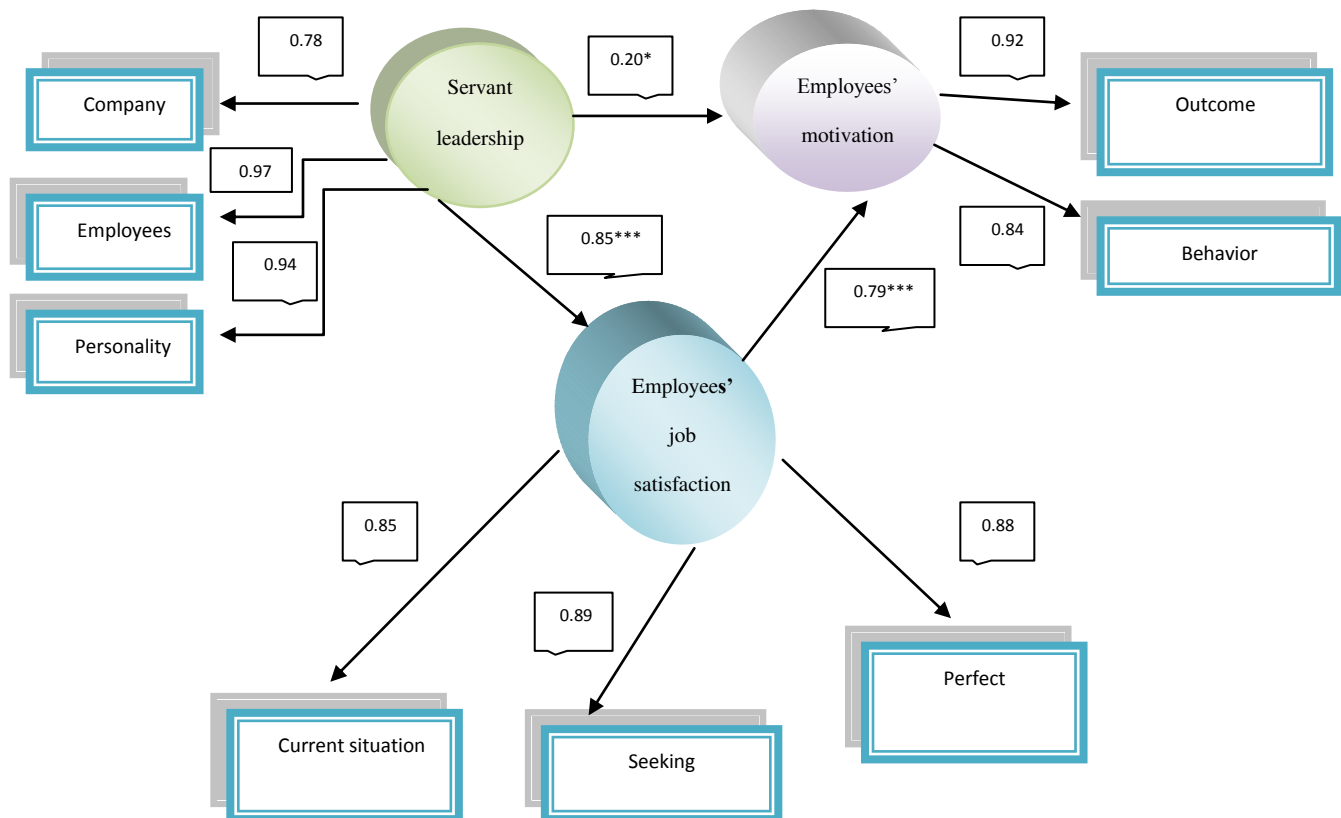 0.78
0.20*
0.92
Company
Servant
leadership
Employees’
motivation
Outcome
0.97
Employees
0.94
0.85***
0.84
Behavior
0.79***
Personality
Employees’
job
satisfaction
0.85
0.89
0.88
Perfect
Current situation
Seeking